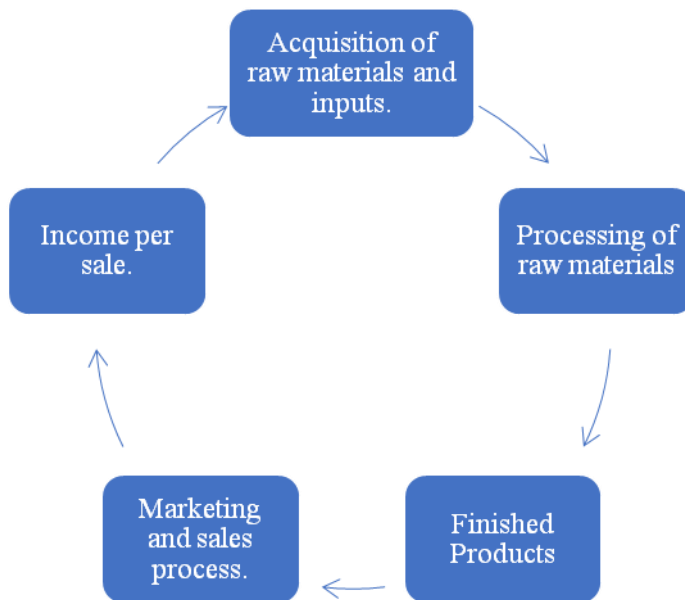 Acquisition of
raw materials and
inputs.
Processing of
raw materials
Finished
Products
Marketing
and sales
process.
Income per
sale.